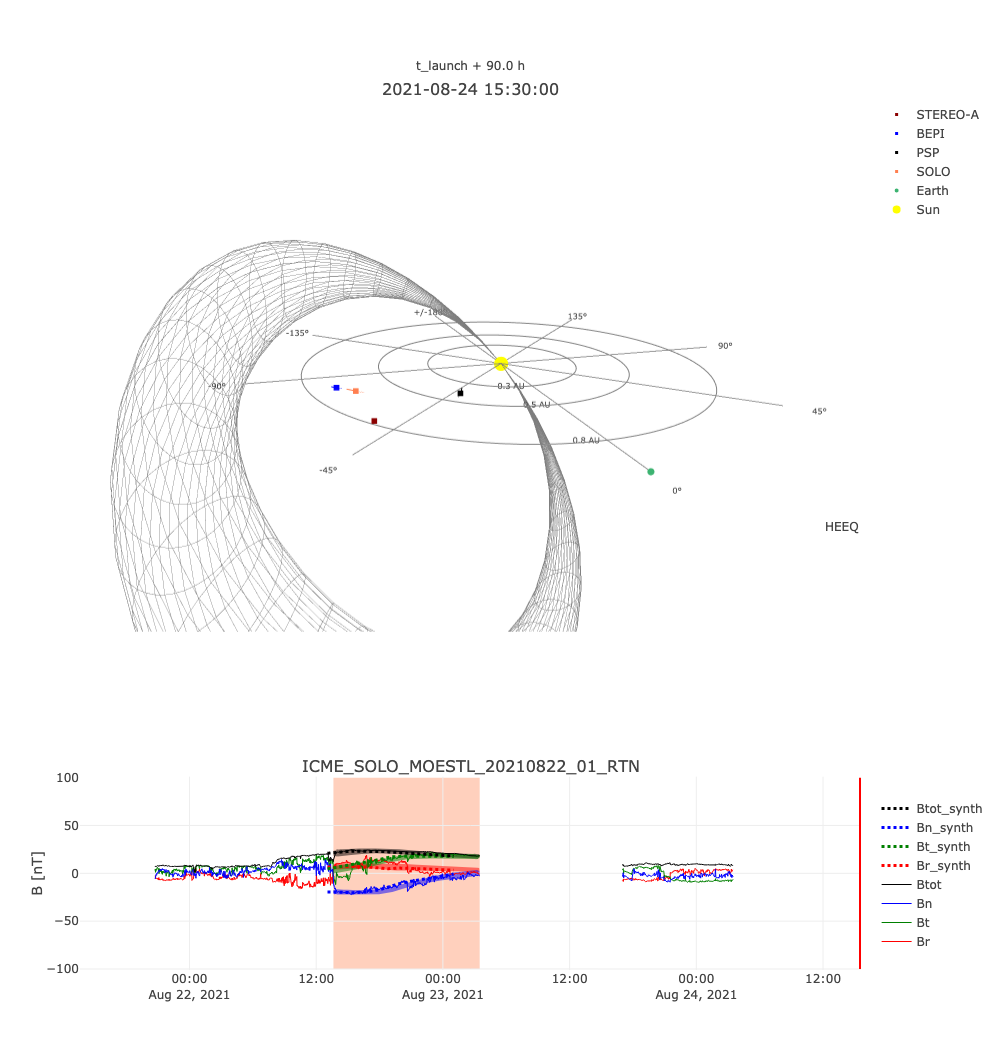 t_launch + 90.0 h
2021-08-24 15:30:00
STEREO-A
BEPI
PSP
SOLO
Earth
Sun
+/-180°
135°
-135°
90°
-90°
0.3 AU
0.5 AU
45°
0.8 AU
-45°
0°
HEEQ
ICME_SOLO_MOESTL_20210822_01_RTN
B [nT]
100
50
0
−50
−100
00:00
Aug 22, 2021
12:00
00:00
Aug 23, 2021
12:00
00:00
Aug 24, 2021
12:00
Btot_synth
Bn_synth
Bt_synth
Br_synth
Btot
Bn
Bt
Br